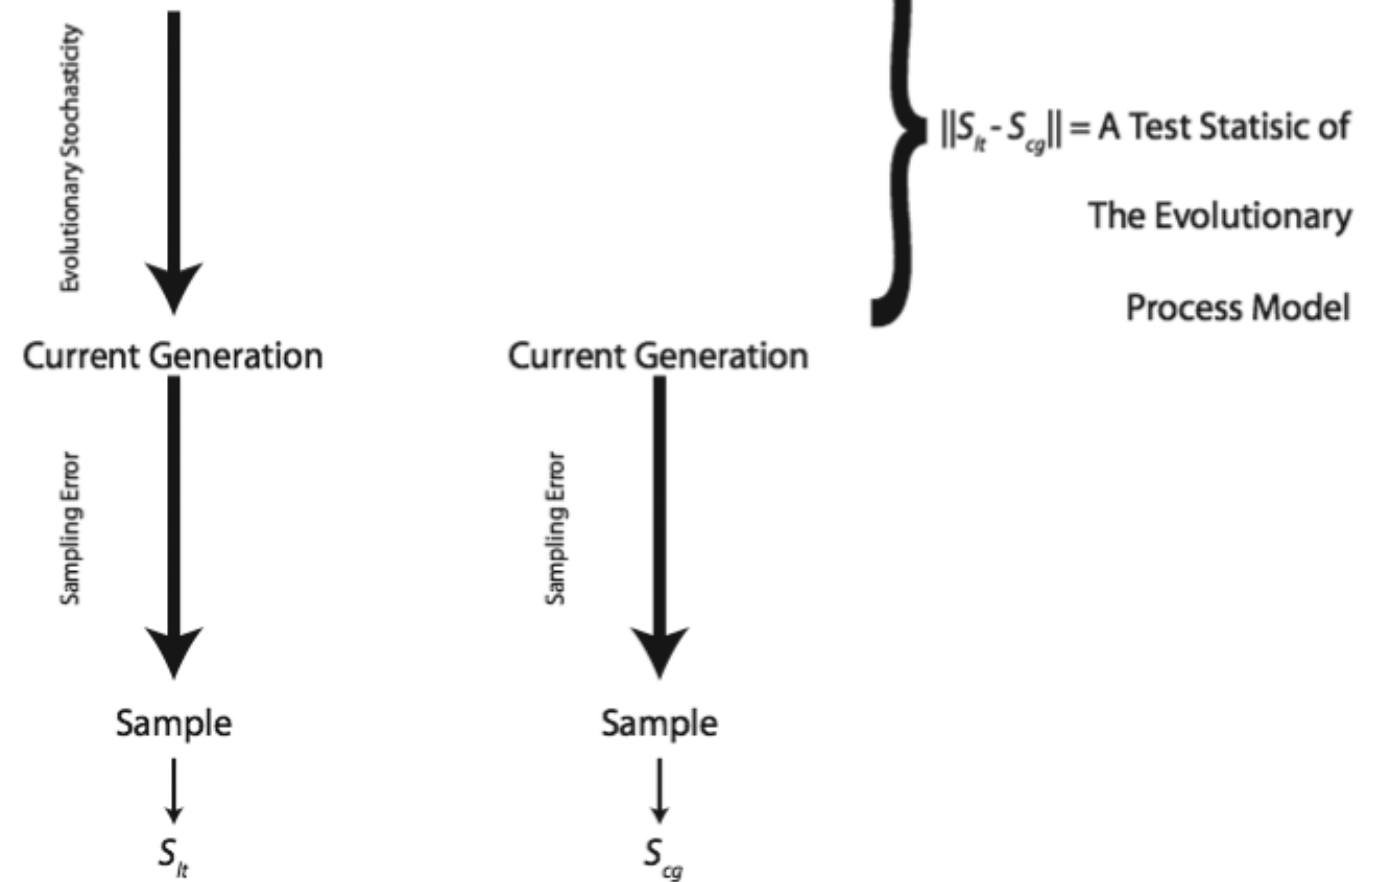 Evolutionary Stochasticity
||S_lt - S_cg|| = A Test Statisic of
The Evolutionary
Process Model
Current Generation
Current Generation
Sampling Error
Sampling Error
Sample
Sample
S_lt
S_cg